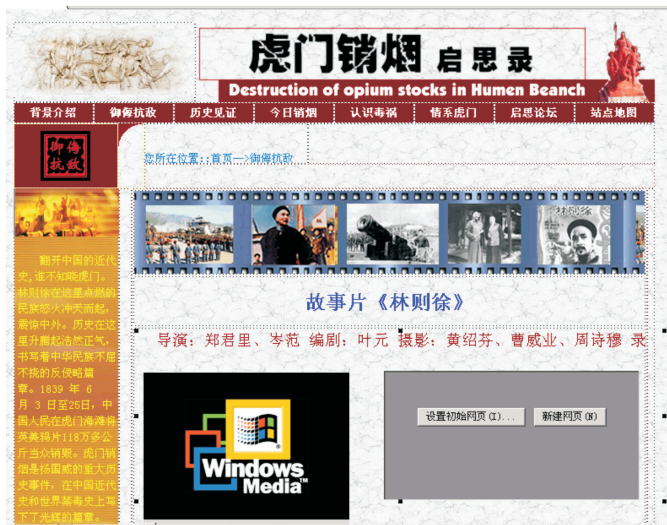 虎门销烟 启思录
Destruction of opium stocks in Humen Beanch
背景介绍 御侮抗敌 历史见证 今日销烟 认识毒祸 情系虎门 启思论坛 站点地图
御侮
抗敌
您所在位置::首页—>御侮抗敌
林则徐
翻开中国的近代
史,谁不知晓虎门。
林则徐在这里点燃的
民族怒火冲天而起,
震惊中外。历史在这
里升腾起浩然正气,
书写着中华民族不屈
不挠的反侵略篇
章。1839 年 6
月 3 日至25日,中
国人民在虎门海滩将
英美鸦片118万多公
斤当众销毁。虎门销
烟是扬国威的重大历
史事件,在中国近代
史和世界禁毒史上写
下了光辉的篇章。
故事片《林则徐》
导演：郑君里、岑范 编剧：叶元 摄影：黄绍芬、曹威业、周诗穆 录
Windows
Media™
设置初始网页(I)... 新建网页(N)